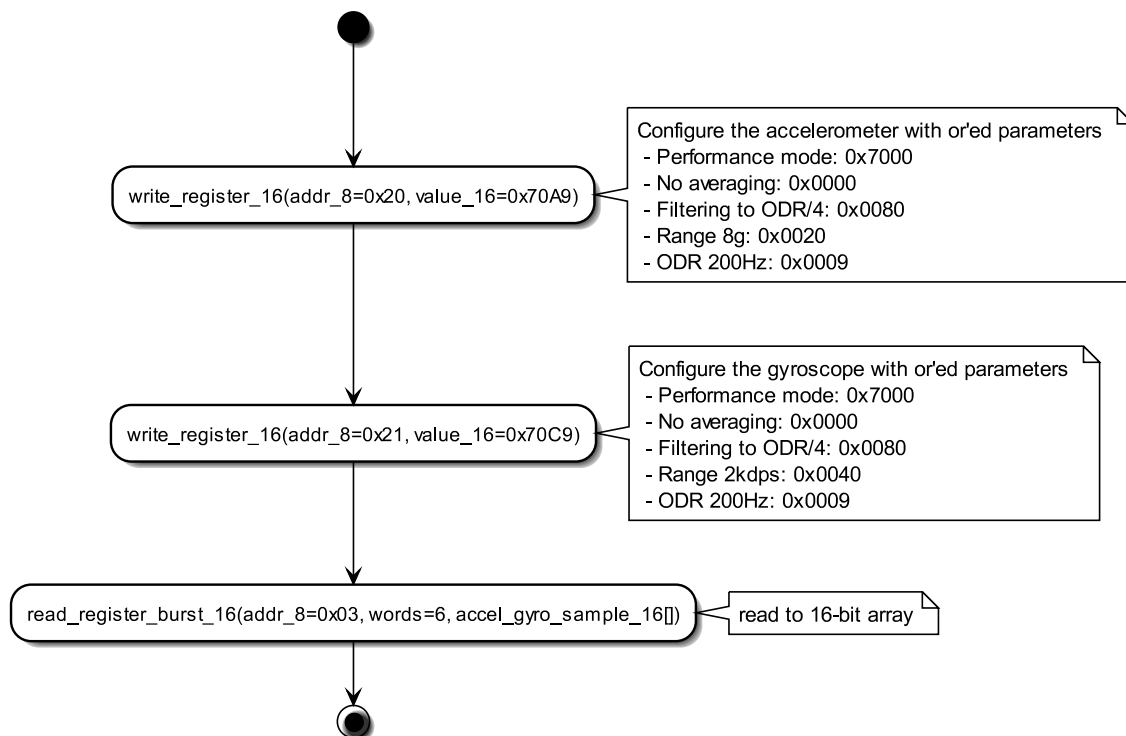 write_register_16(addr_8=0x20, value_16=0x70A9)
Configure the accelerometer with or'ed parameters
- Performance mode: 0x7000
- No averaging: 0x0000
- Filtering to ODR/4: 0x0080
- Range 8g: 0x0020
- ODR 200Hz: 0x0009
write_register_16(addr_8=0x21, value_16=0x70C9)
Configure the gyroscope with or'ed parameters
- Performance mode: 0x7000
- No averaging: 0x0000
- Filtering to ODR/4: 0x0080
- Range 2kdps: 0x0040
- ODR 200Hz: 0x0009
read_register_burst_16(addr_8=0x03, words=6, accel_gyro_sample_16[])
read to 16-bit array